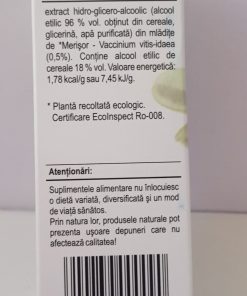 extract hidro-glicero-alcoolic (alcool
etilic 96 % vol. obținut din cereale,
glicerină, apă purificată) din mlădițe
de *Merișor - Vaccinium vitis-idaea
(0,5%). Conține alcool etilic de
cereale 18 % vol. Valoare energetică:
1,78 kcal/g sau 7,45 kJ/g.
* Plantă recoltată ecologic.
Certificare EcoInspect Ro-008.
Atenționări:
Suplimentele alimentare nu înlocuiesc
o dietă variată, diversificată și un mod
de viață sănătos.
Prin natura lor, produsele naturale pot
prezenta ușoare depuneri care nu
afectează calitatea!